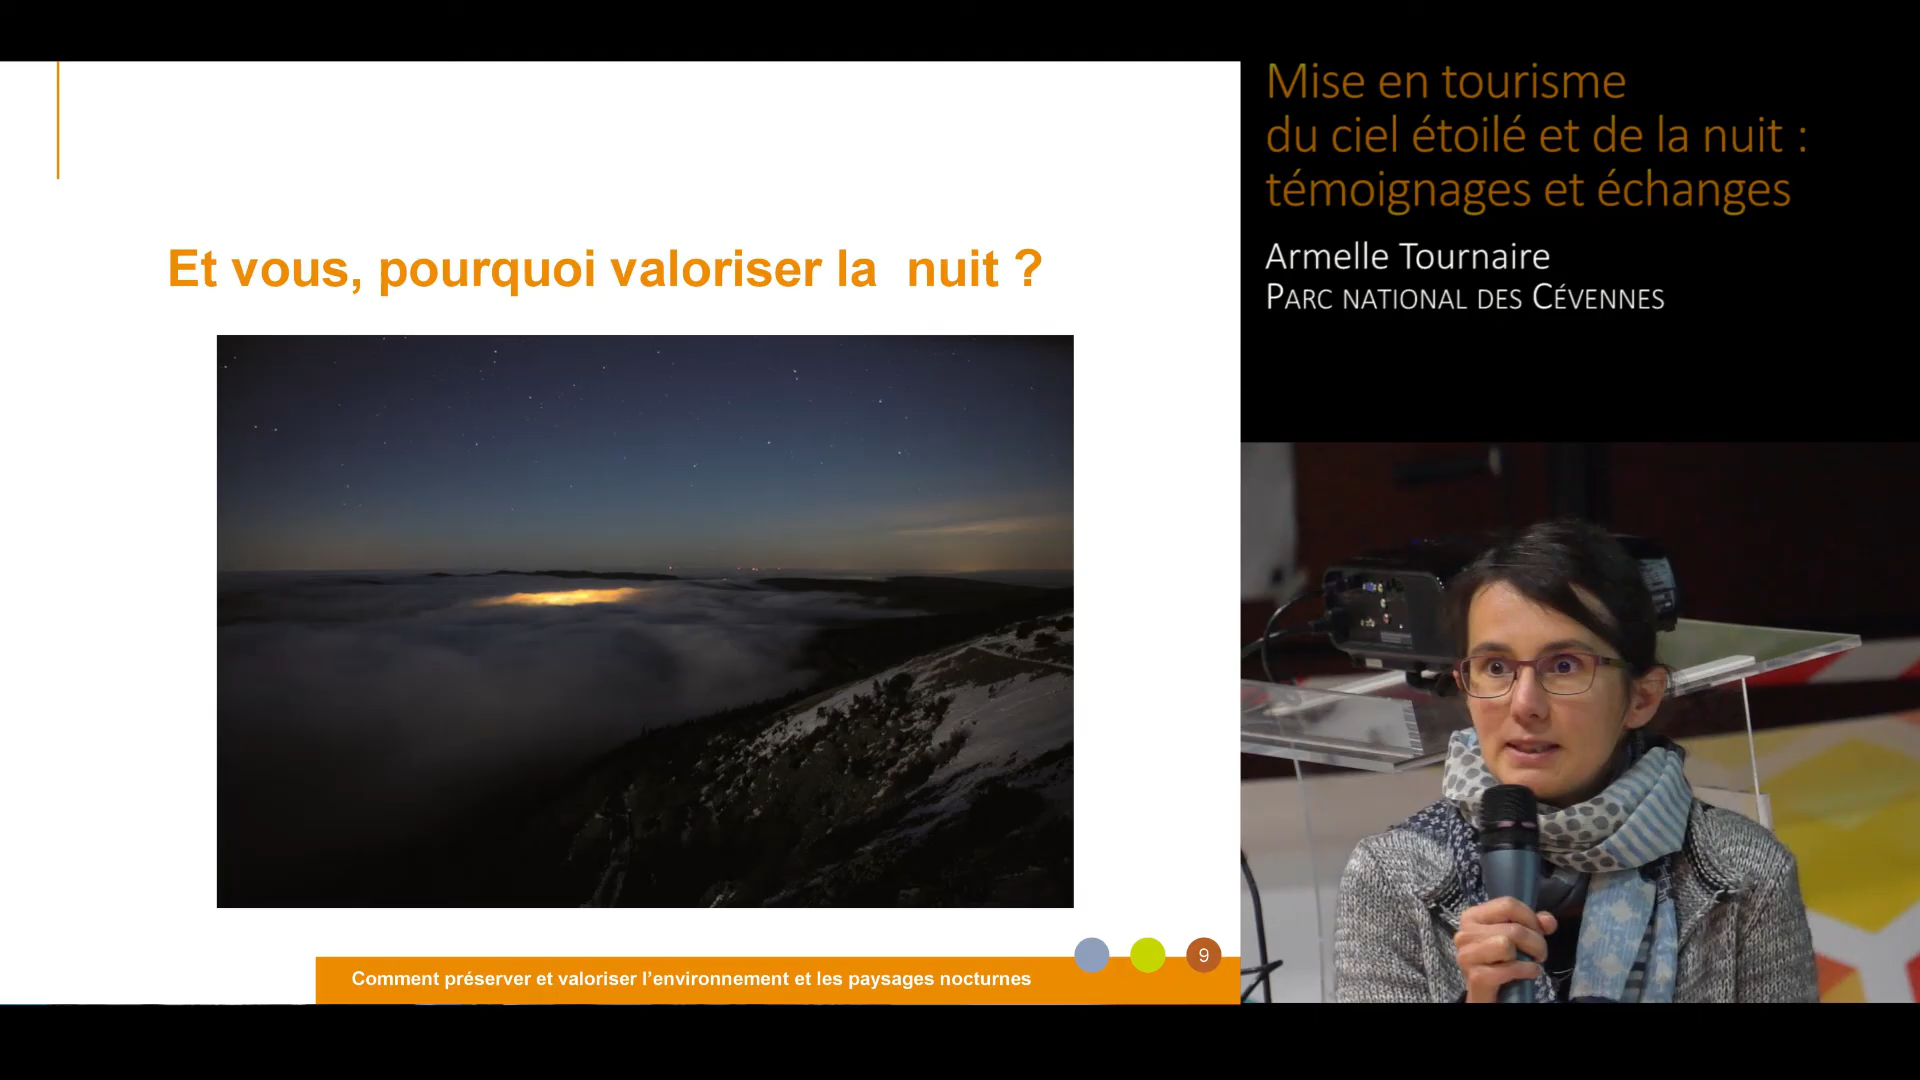 Et vous, pourquoi valoriser la  nuit ?
Comment préserver et valoriser l’environnement et les paysages nocturnes
9
Mise en tourisme
du ciel étoilé et de la nuit :
témoignages et échanges
Armelle Tournaire
PARC NATIONAL DES CÉVENNES